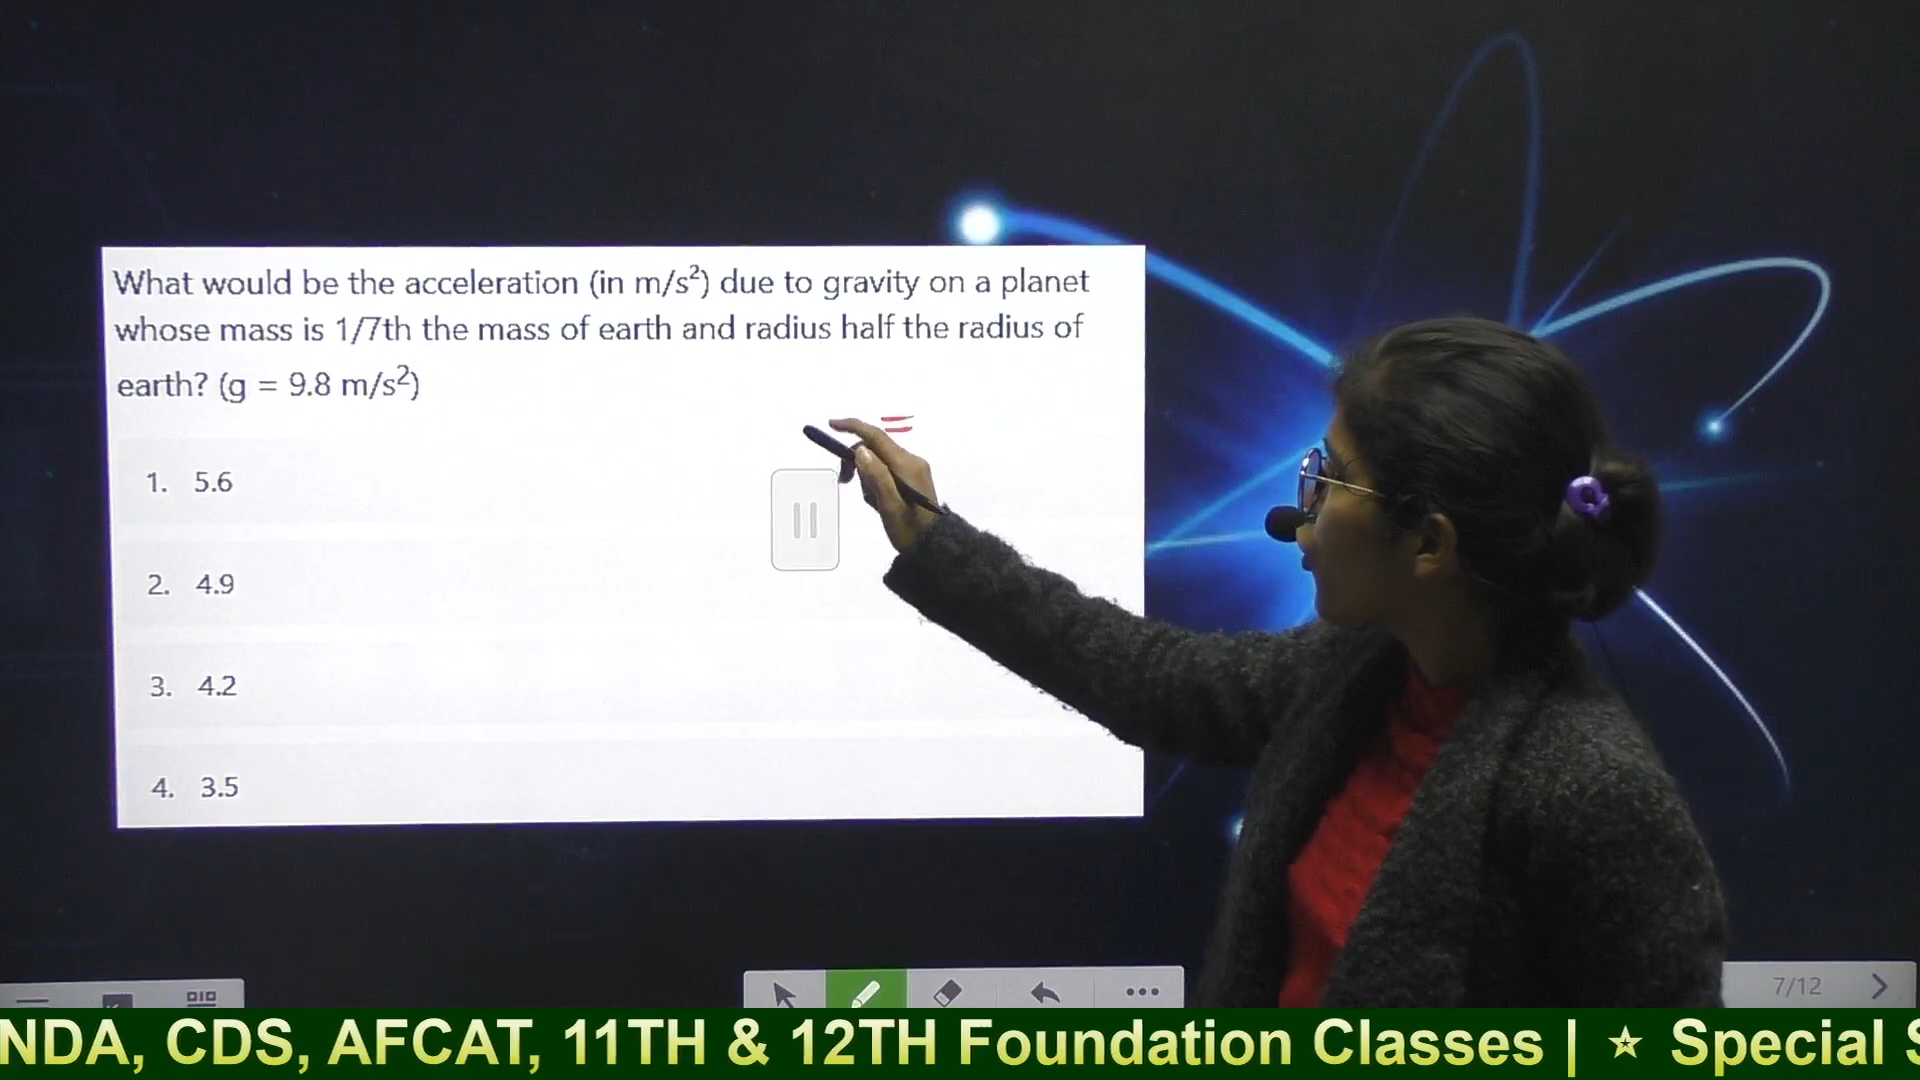 What would be the acceleration (in m/s²) due to gravity on a planet
whose mass is 1/7th the mass of earth and radius half the radius of
earth? (g = 9.8 m/s²)
=
1. 5.6
2. 4.9
3. 4.2
4. 3.5
7/12
NDA, CDS, AFCAT, 11TH & 12TH Foundation Classes | ★ Special S